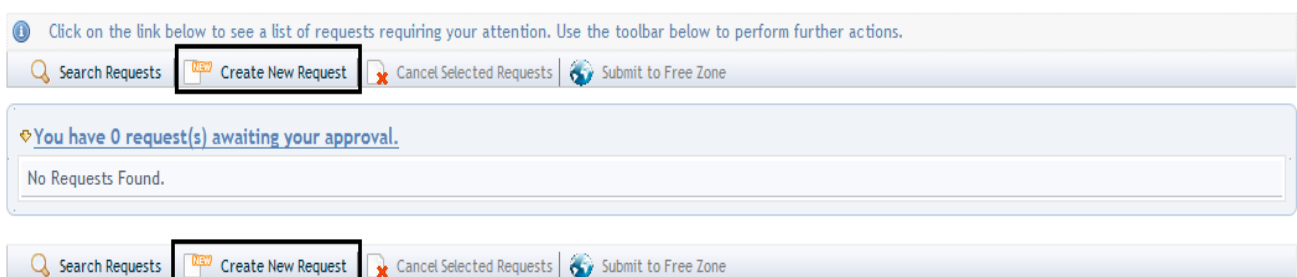 Click on the link below to see a list of requests requiring your attention. Use the toolbar below to perform further actions.
Search Requests NEW Create New Request Cancel Selected Requests Submit to Free Zone
You have 0 request(s) awaiting your approval.
No Requests Found.
Search Requests NEW Create New Request Cancel Selected Requests Submit to Free Zone